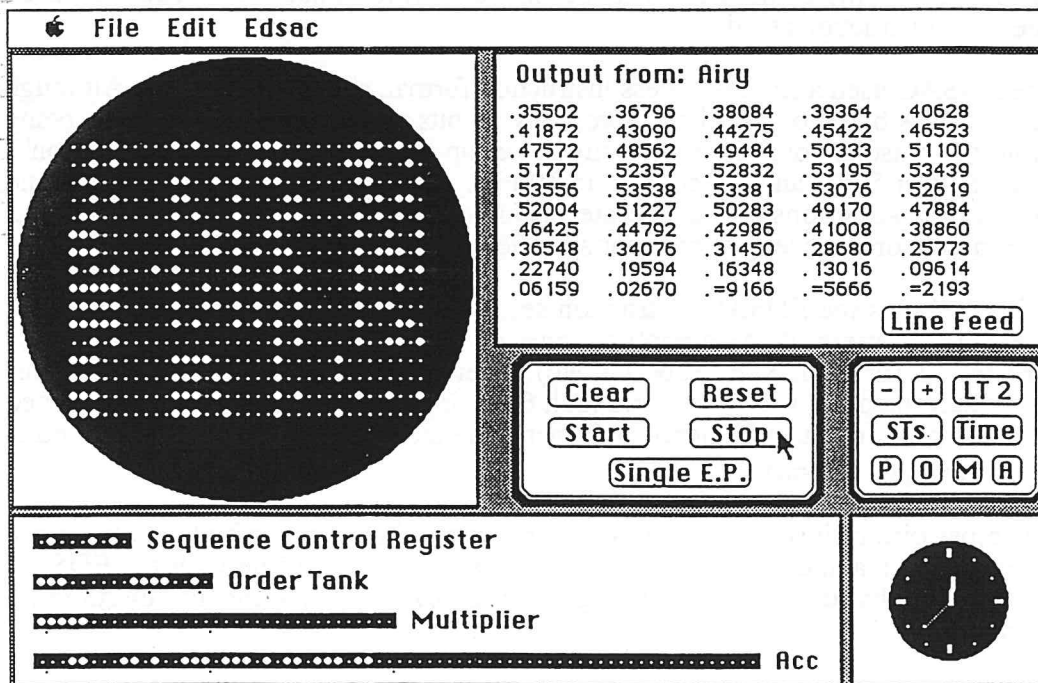 File Edit Edsac
Output from: Airy
.35502 .36796 .38084 .39364 .40628
.41872 .43090 .44275 .45422 .46523
.47572 .48562 .49484 .50333 .51100
.51777 .52357 .52832 .53195 .53439
.53556 .53538 .53381 .53076 .52619
.52004 .51227 .50283 .49170 .47884
.46425 .44792 .42986 .41008 .38860
.36548 .34076 .31450 .28680 .25773
.22740 .19594 .16348 .13016 .09614
.06159 .02670 .=9166 .=5666 .=2193
Line Feed
Clear Reset
Start Stop
Single E.P.
- + LT 2
STs Time
P O M A
Sequence Control Register
Order Tank
Multiplier
Acc